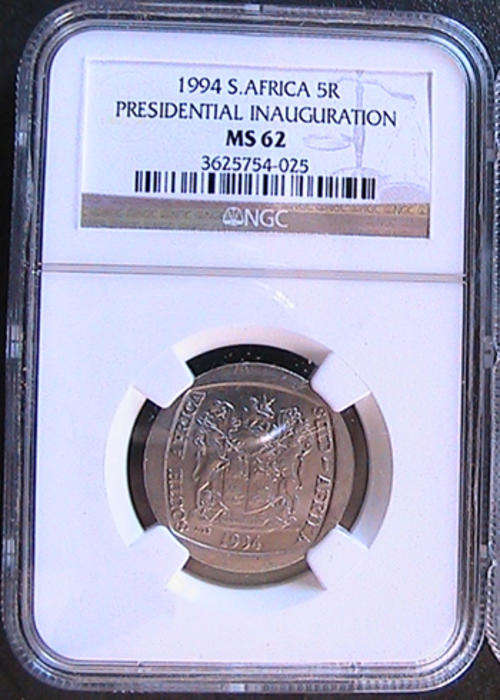 1994 S.AFRICA 5R
PRESIDENTIAL INAUGURATION
MS 62
3625754-025
NGC
SOUTH AFRICA
SUID-AFRIKA
1994